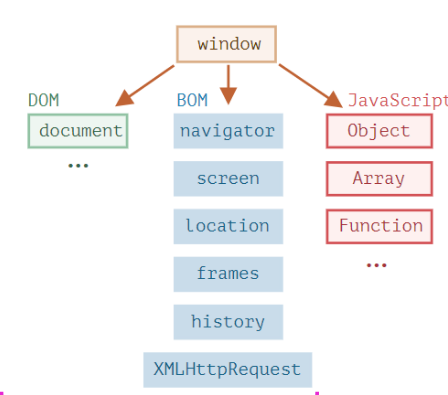 window
DOM
BOM
JavaScript
document
navigator
Object
...
screen
Array
location
Function
frames
...
history
XMLHttpRequest